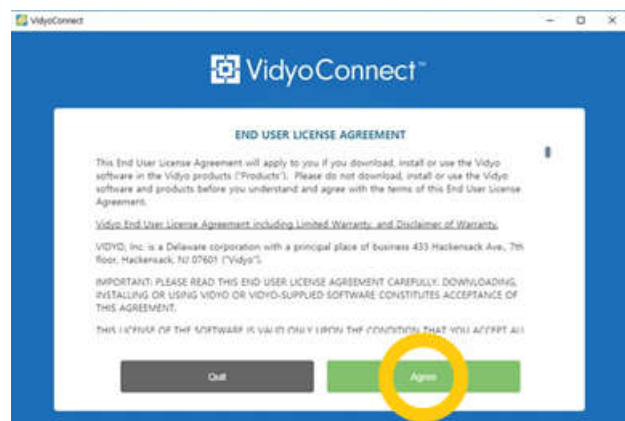 VidyoConnect
VidyoConnect™
END USER LICENSE AGREEMENT
This End User License Agreement will apply to you if you download, install or use the Vidyo
software in the Vidyo products ("Products"). Please do not download, install or use the Vidyo
software and products before you understand and agree with the terms of this End User License
Agreement.
Vidyo End User License Agreement including Limited Warranty, and Disclaimer of Warranty.
VIDYO, Inc. is a Delaware corporation with a principal place of business 433 Hackensack Ave., 7th
floor, Hackensack, NJ 07601 ("Vidyo").
IMPORTANT: PLEASE READ THIS END USER LICENSE AGREEMENT CAREFULLY. DOWNLOADING,
INSTALLING OR USING VIDYO OR VIDYO-SUPPLIED SOFTWARE CONSTITUTES ACCEPTANCE OF
THIS AGREEMENT.
THIS LICENSE OF THE SOFTWARE IS VALID ONLY UPON THE CONDITION THAT YOU ACCEPT ALL
Quit
Agree